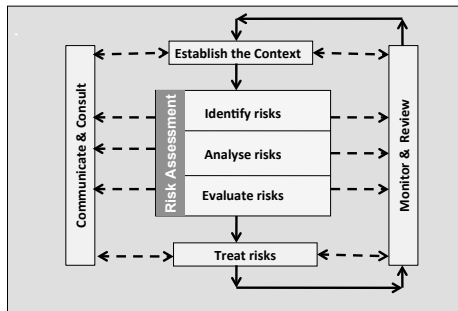 Establish the Context
Communicate & Consult
Risk Assessment
Identify risks
Analyse risks
Evaluate risks
Monitor & Review
Treat risks